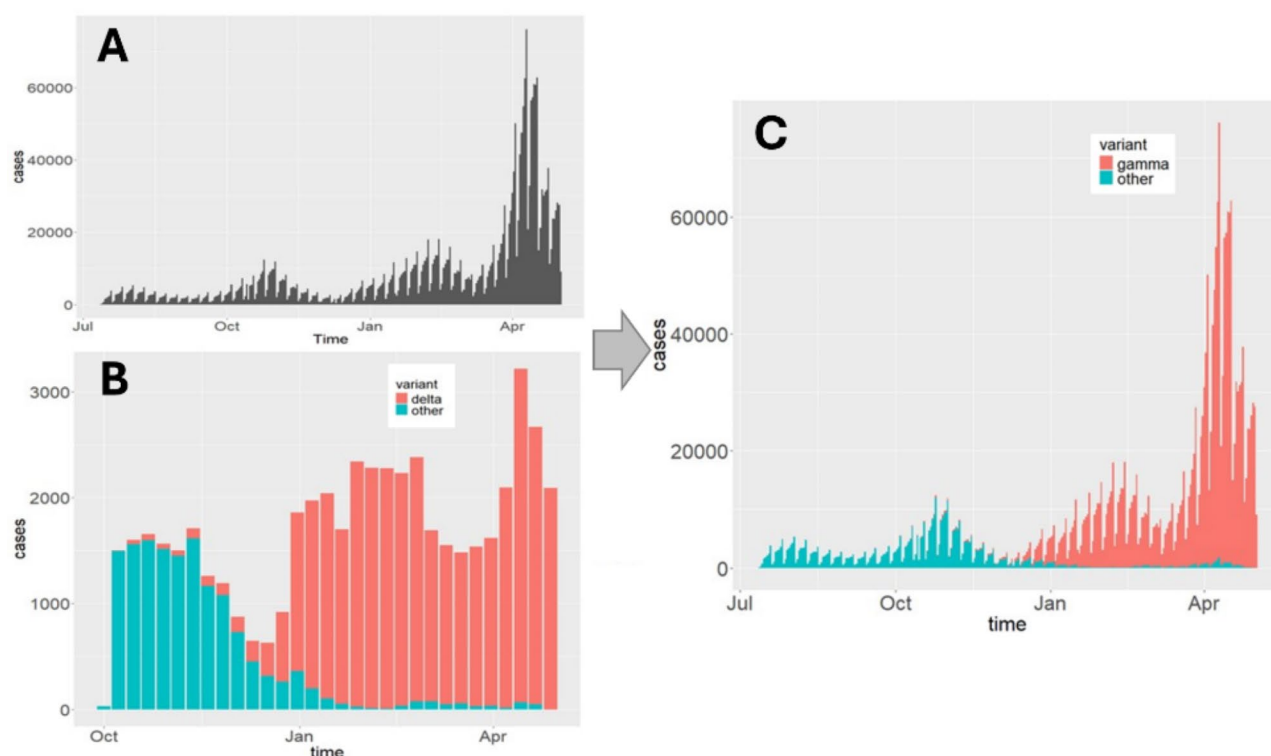 A
60000
40000
20000
0
cases
Jul
Oct
Jan
Apr
Time
B
variant
delta
other
3000
2000
1000
0
cases
Oct
Jan
Apr
time
C
variant
gamma
other
60000
40000
20000
0
cases
Jul
Oct
Jan
Apr
time